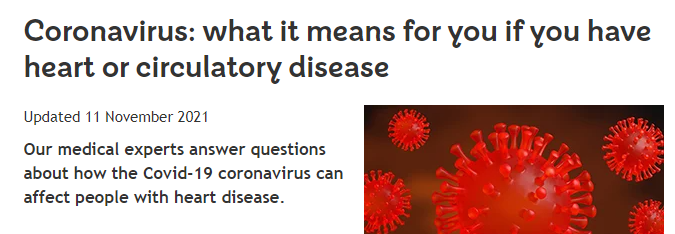 Coronavirus: what it means for you if you have
heart or circulatory disease
Updated 11 November 2021
Our medical experts answer questions
about how the Covid-19 coronavirus can
affect people with heart disease.